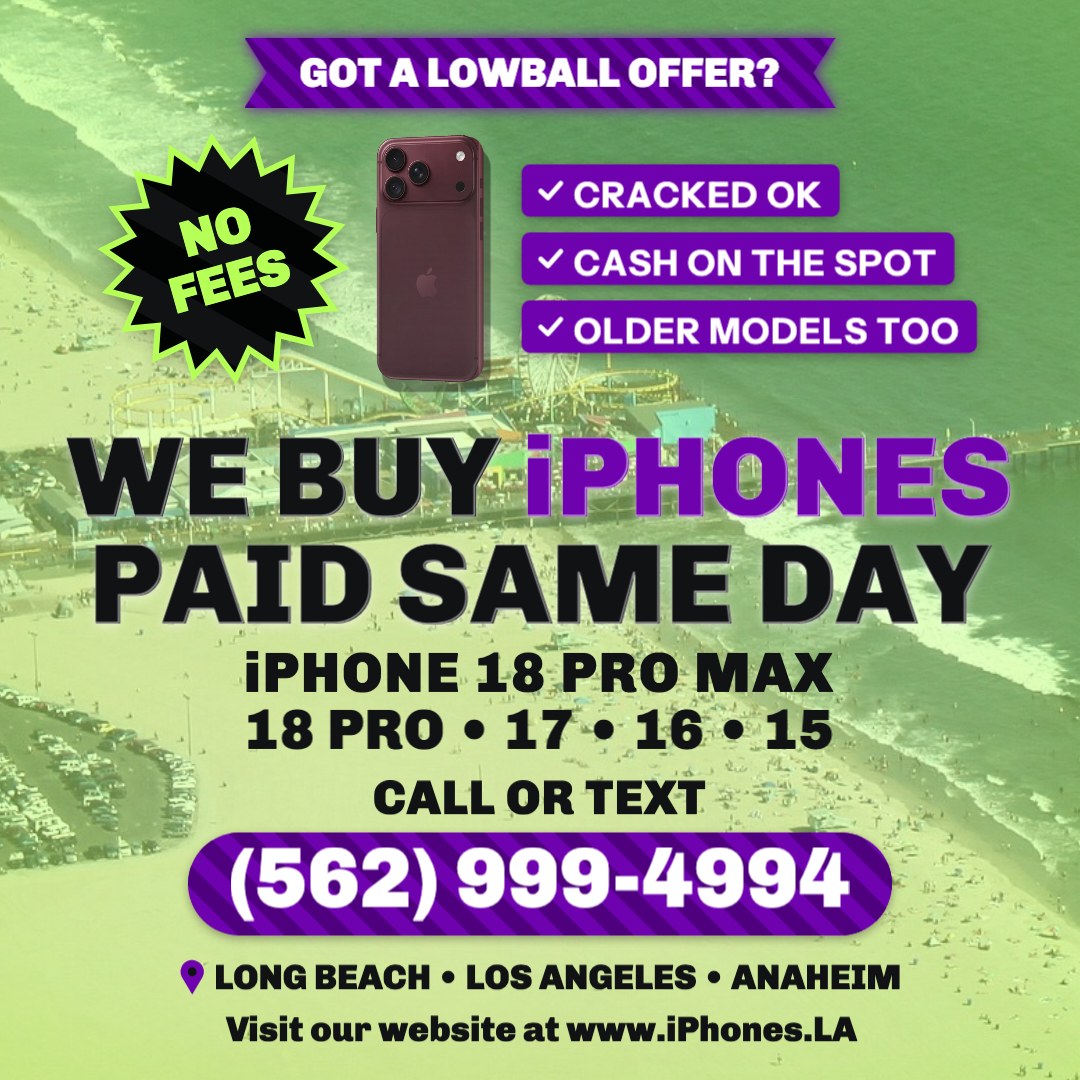 GOT A LOWBALL OFFER?
NO
FEES
✓ CRACKED OK
✓ CASH ON THE SPOT
✓ OLDER MODELS TOO
WE BUY iPHONES
PAID SAME DAY
iPHONE 18 PRO MAX
18 PRO • 17 • 16 • 15
CALL OR TEXT
(562) 999-4994
LONG BEACH • LOS ANGELES • ANAHEIM
Visit our website at www.iPhones.LA